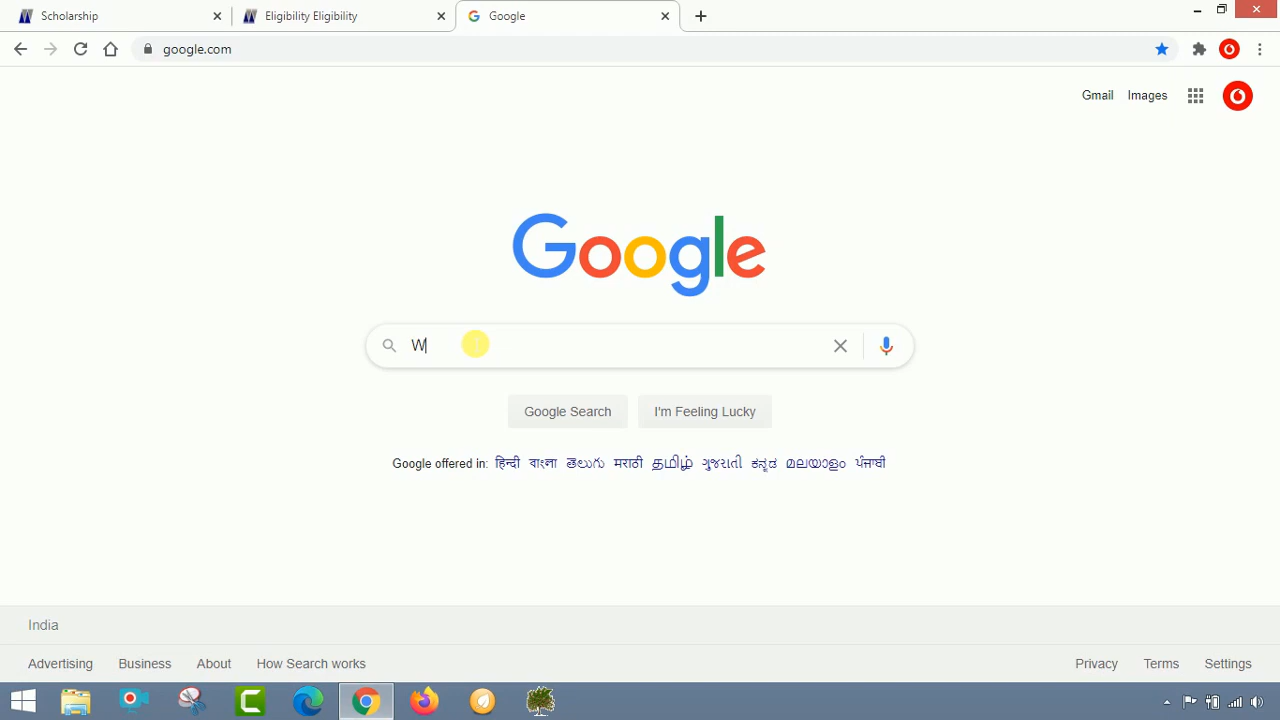 Scholarship
Eligibility Eligibility
Google
google.com
Gmail Images
Google
W
Google Search I'm Feeling Lucky
Google offered in: हिन्दी বাংলা తెలుగు मराठी தமிழ் ગુજરાતી ಕನ್ನಡ മലയാളം ਪੰਜਾਬੀ
India
Advertising Business About How Search works Privacy Terms Settings